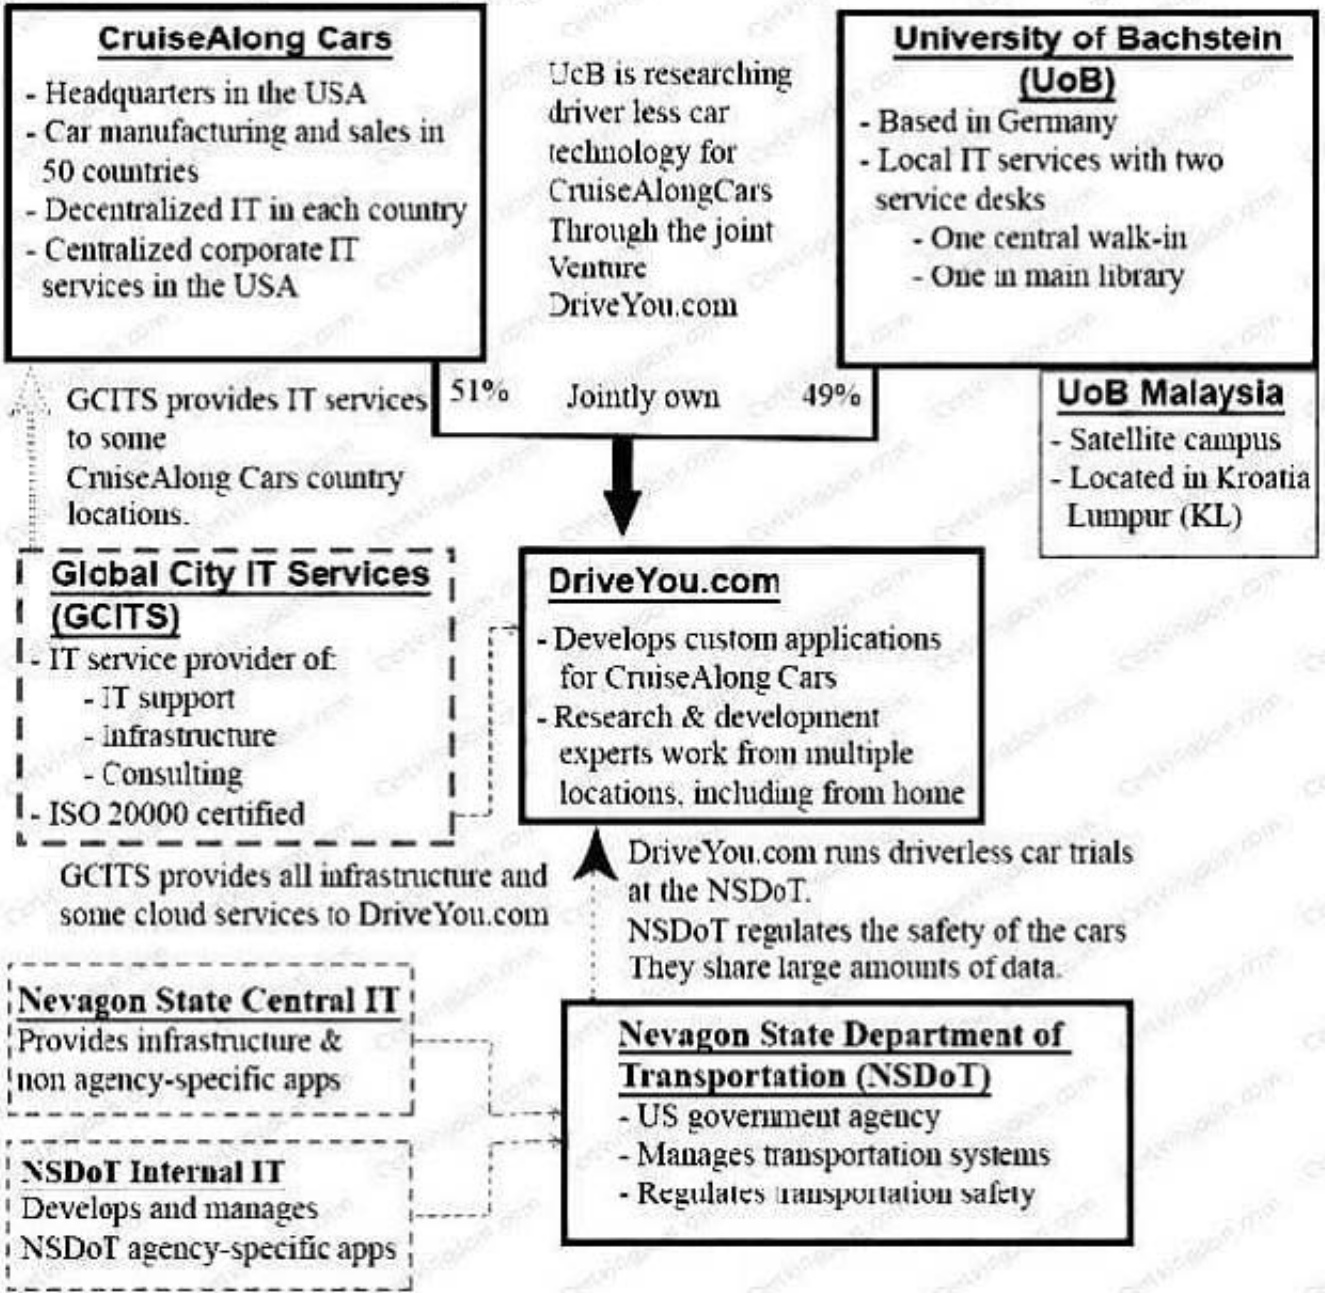 CruiseAlong Cars
- Headquarters in the USA
- Car manufacturing and sales in
50 countries
- Decentralized IT in each country
- Centralized corporate IT
services in the USA
UcB is researching
driver less car
technology for
CruiseAlongCars
Through the joint
Venture
DriveYou.com
University of Bachstein
(UoB)
- Based in Germany
- Local IT services with two
service desks
- One central walk-in
- One in main library
51% Jointly own 49%
UoB Malaysia
- Satellite campus
- Located in Kroatia
Lumpur (KL)
GCITS provides IT services
to some
CruiseAlong Cars country
locations.
Global City IT Services
(GCITS)
- IT service provider of:
- IT support
- Infrastructure
- Consulting
- ISO 20000 certified
DriveYou.com
- Develops custom applications
for CruiseAlong Cars
- Research & development
experts work from multiple
locations, including from home
GCITS provides all infrastructure and
some cloud services to DriveYou.com
DriveYou.com runs driverless car trials
at the NSDoT.
NSDoT regulates the safety of the cars
They share large amounts of data.
Nevagon State Central IT
Provides infrastructure &
non agency-specific apps
NSDoT Internal IT
Develops and manages
NSDoT agency-specific apps
Nevagon State Department of
Transportation (NSDoT)
- US government agency
- Manages transportation systems
- Regulates transportation safety